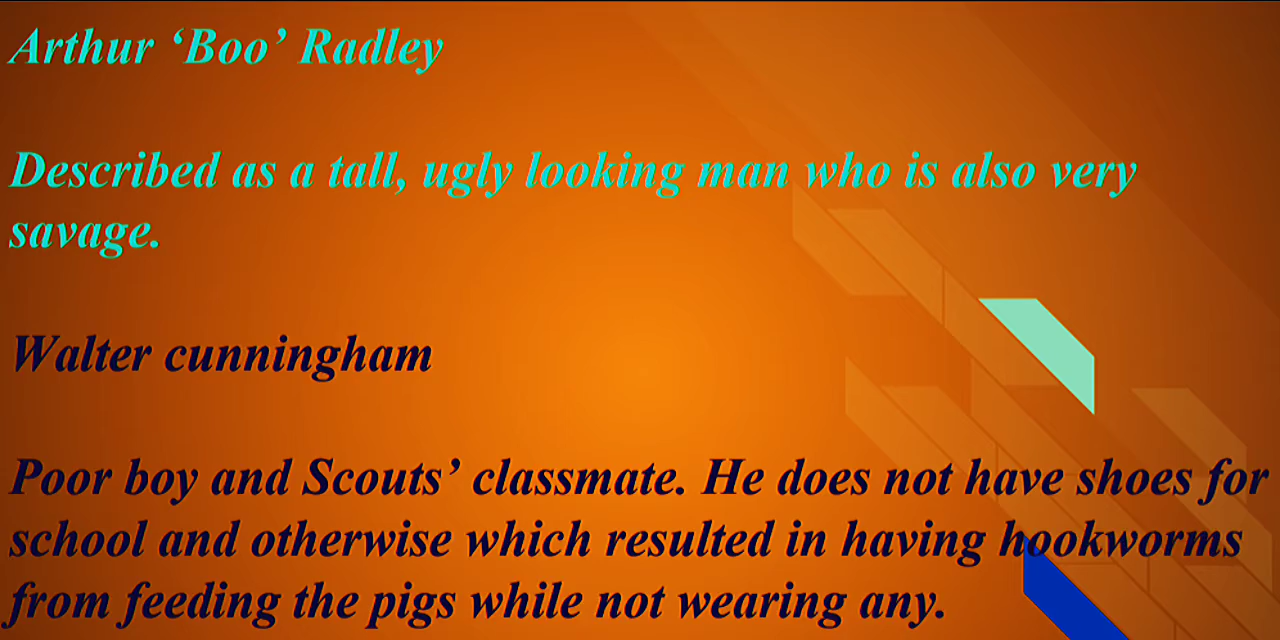 Arthur ‘Boo’ Radley
Described as a tall, ugly looking man who is also very
savage.
Walter cunningham
Poor boy and Scouts’ classmate. He does not have shoes for
school and otherwise which resulted in having hookworms
from feeding the pigs while not wearing any.